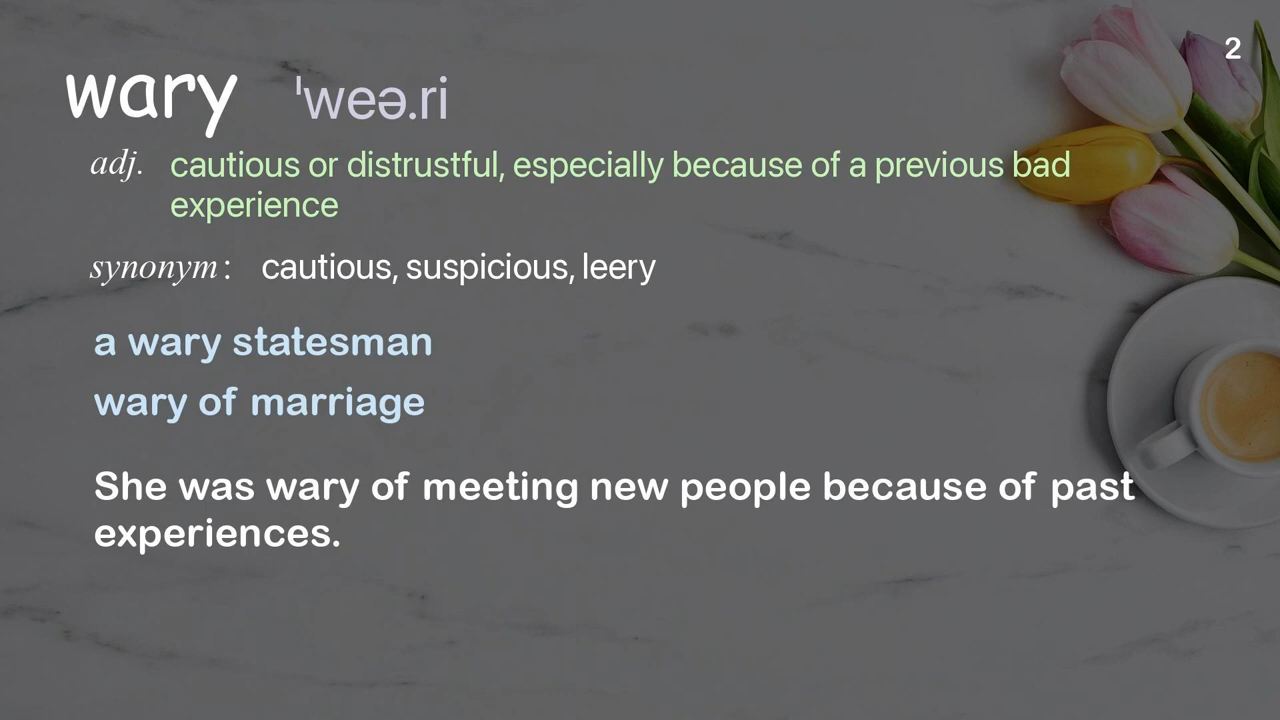 2
wary ˈweə.ri
adj. cautious or distrustful, especially because of a previous bad
experience
synonym: cautious, suspicious, leery
a wary statesman
wary of marriage
She was wary of meeting new people because of past
experiences.